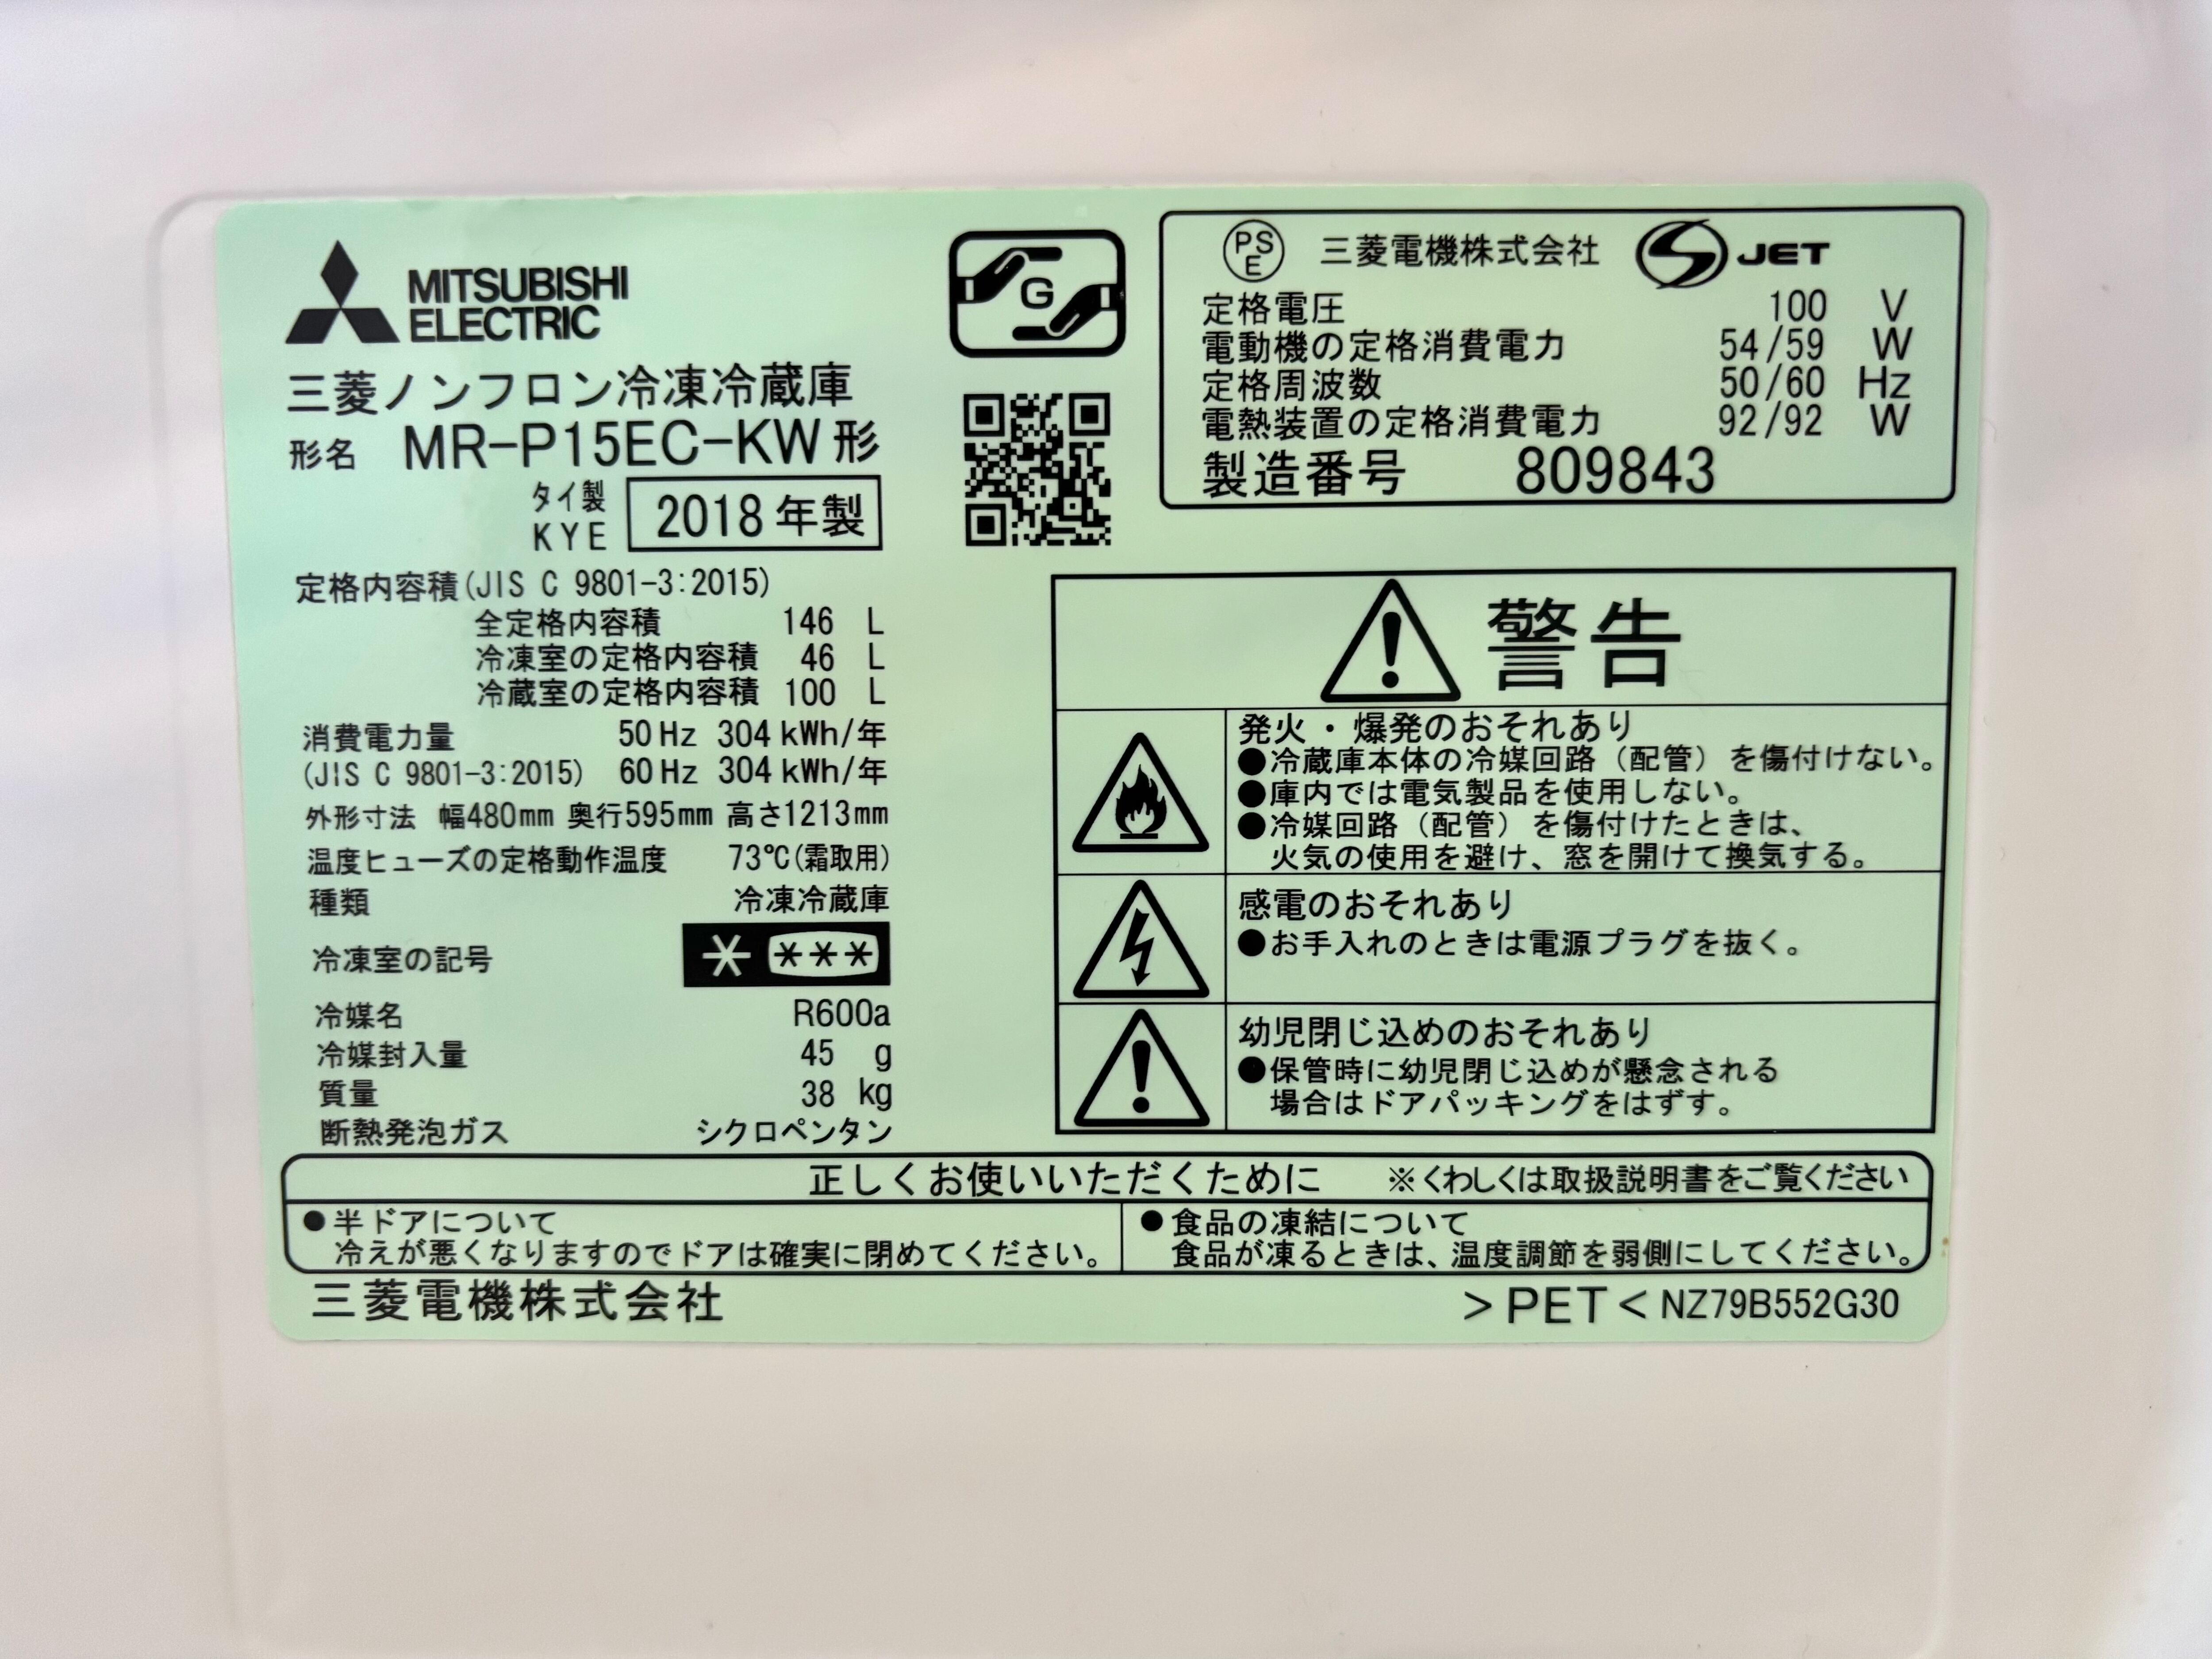 MITSUBISHI
ELECTRIC
三菱ノンフロン冷凍冷蔵庫
形名 MR-P15EC-KW形
タイ製
KYE
2018年製
定格内容積(JIS C 9801-3:2015)
全定格内容積 146 L
冷凍室の定格内容積 46 L
冷蔵室の定格内容積 100 L
消費電力量 50Hz 304 kWh/年
(JIS C 9801-3:2015) 60Hz 304 kWh/年
外形寸法 幅480mm 奥行595mm 高さ1213mm
温度ヒューズの定格動作温度 73℃(霜取用)
種類 冷凍冷蔵庫
冷凍室の記号 * ***
冷媒名 R600a
冷媒封入量 45 g
質量 38 kg
断熱発泡ガス シクロペンタン
G
PSE 三菱電機株式会社 S JET
定格電圧 100 V
電動機の定格消費電力 54/59 W
定格周波数 50/60 Hz
電熱装置の定格消費電力 92/92 W
製造番号 809843
警告
発火・爆発のおそれあり
●冷蔵庫本体の冷媒回路(配管)を傷付けない。
●庫内では電気製品を使用しない。
●冷媒回路(配管)を傷付けたときは、
火気の使用を避け、窓を開けて換気する。
感電のおそれあり
●お手入れのときは電源プラグを抜く。
幼児閉じ込めのおそれあり
●保管時に幼児閉じ込めが懸念される
場合はドアパッキングをはずす。
正しくお使いいただくために ※くわしくは取扱説明書をご覧ください
●半ドアについて
冷えが悪くなりますのでドアは確実に閉めてください。
●食品の凍結について
食品が凍るときは、温度調節を弱側にしてください。
三菱電機株式会社
>PET< NZ79B552G30